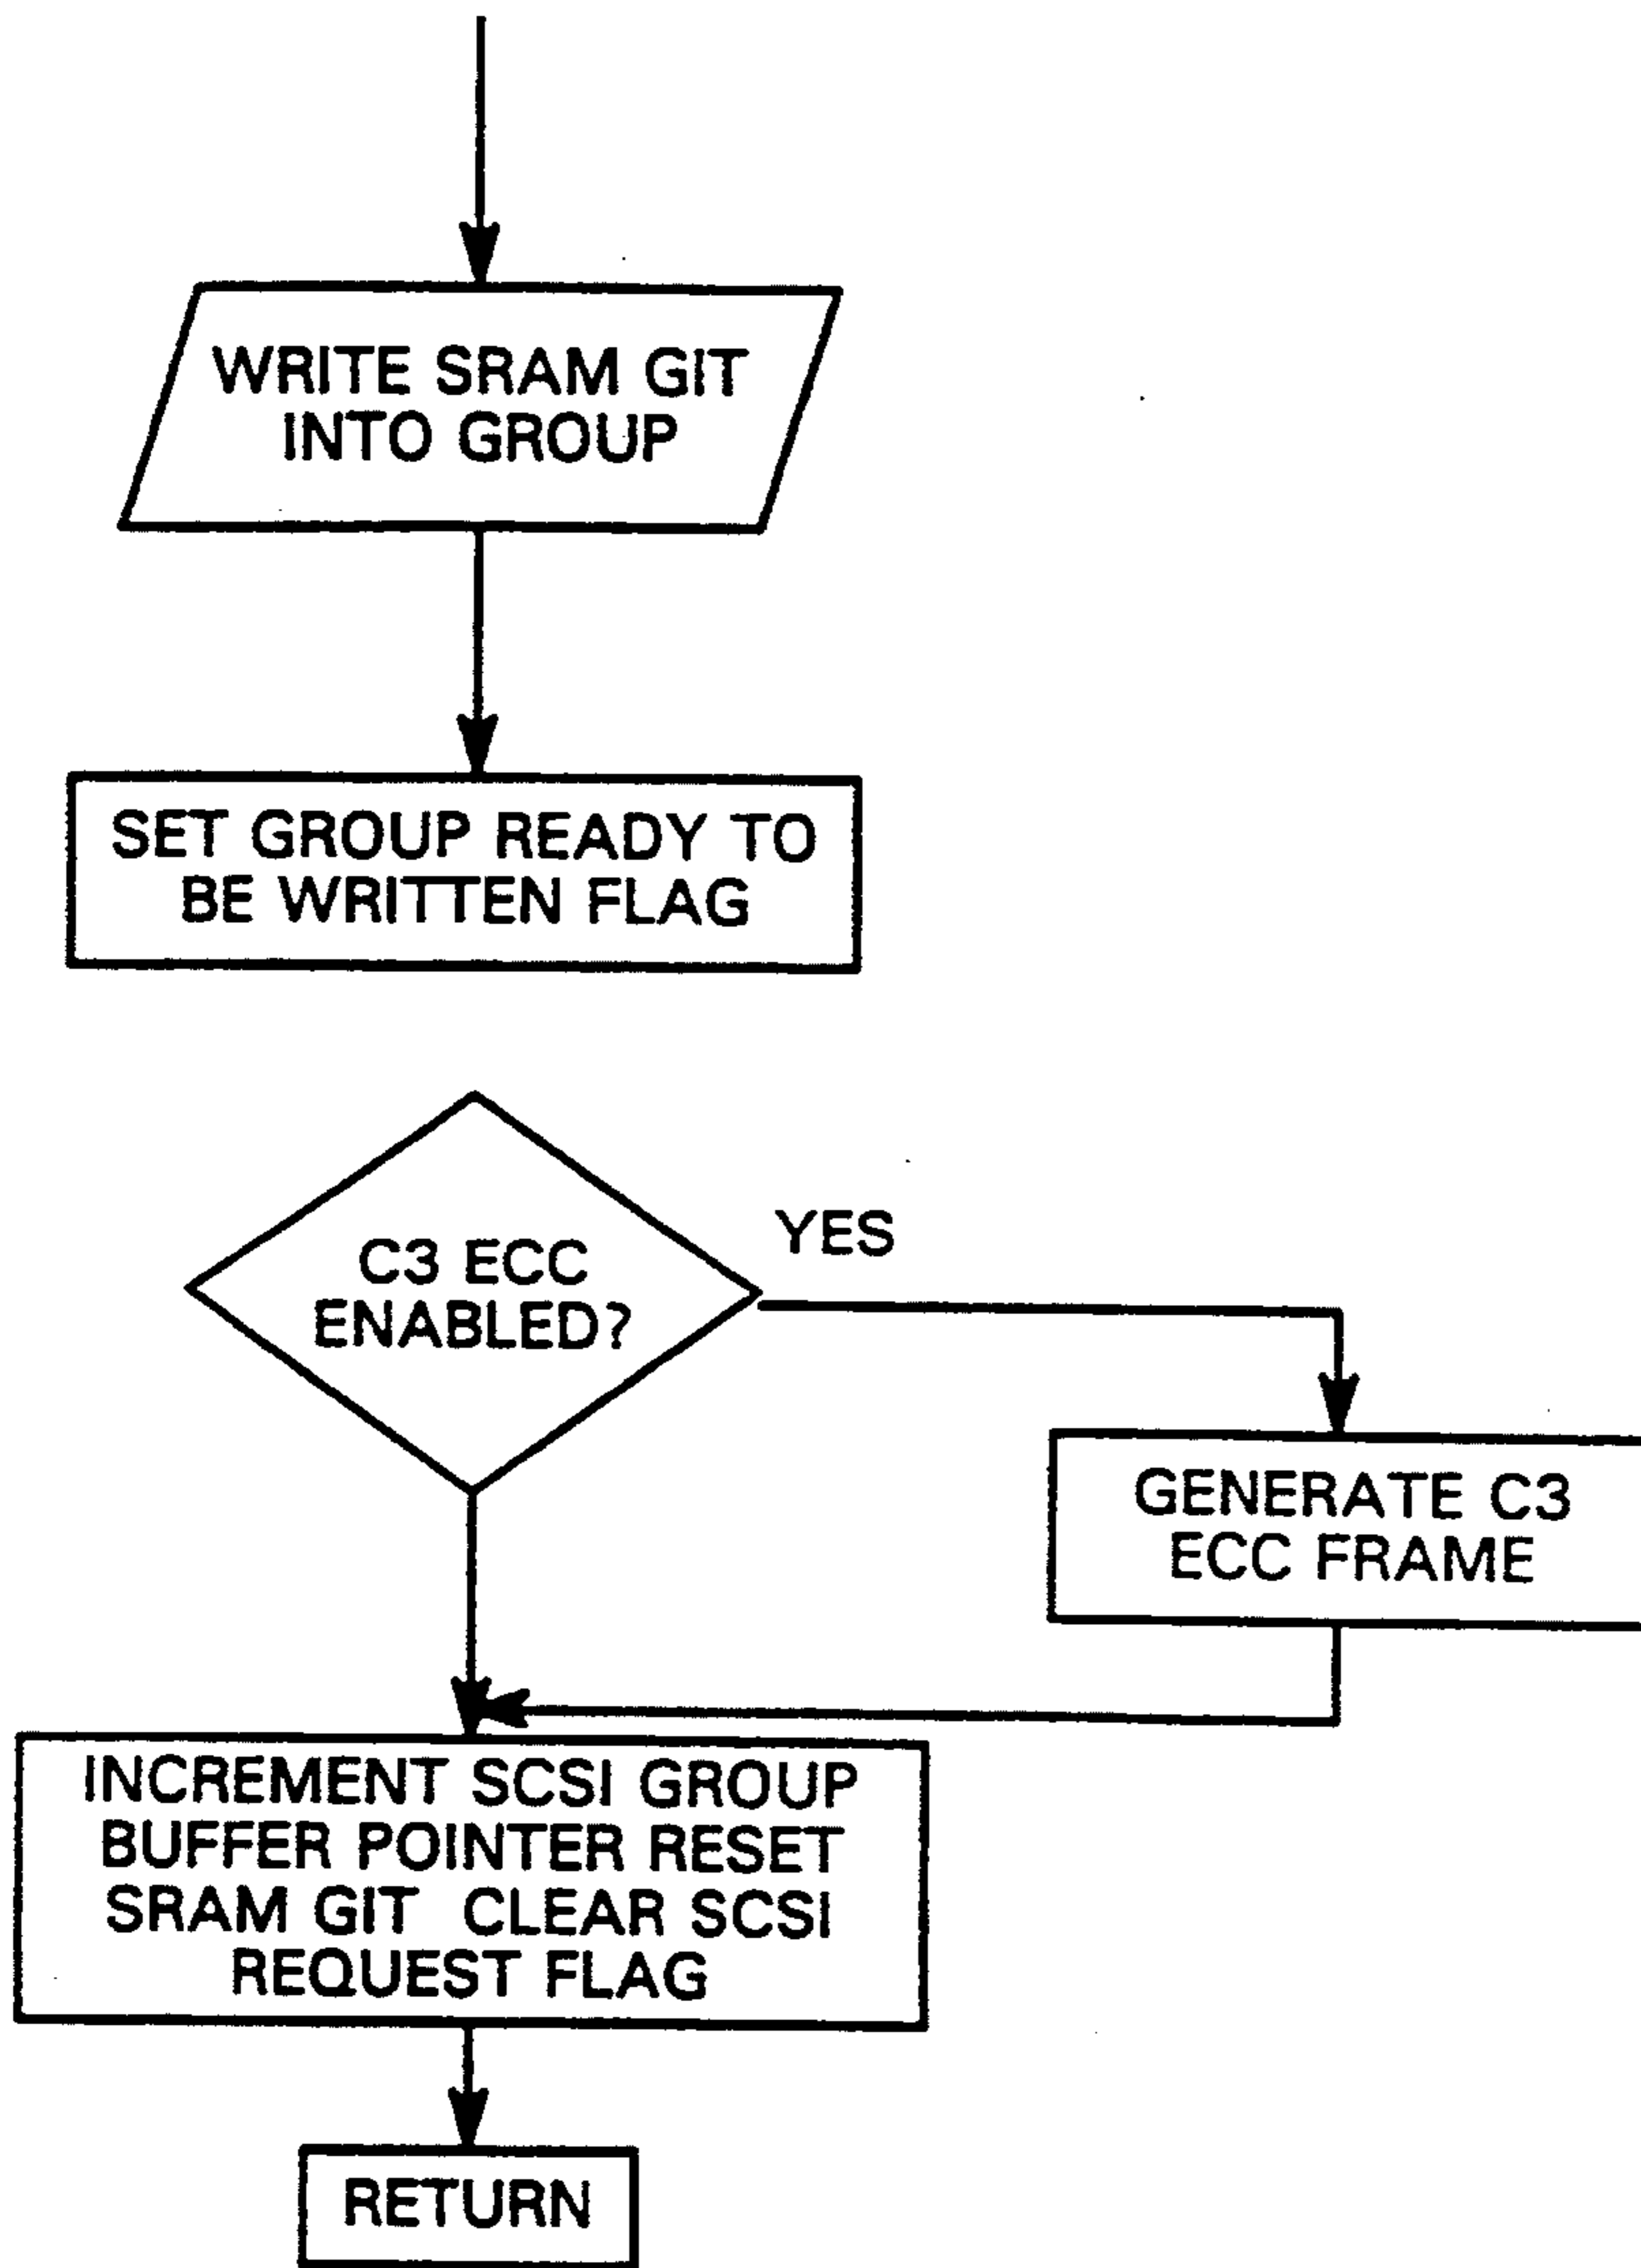 WRITE SRAM GIT
INTO GROUP
SET GROUP READY TO
BE WRITTEN FLAG
C3 ECC
ENABLED?
YES
GENERATE C3
ECC FRAME
INCREMENT SCSI GROUP
BUFFER POINTER RESET
SRAM GIT CLEAR SCSI
REQUEST FLAG
RETURN